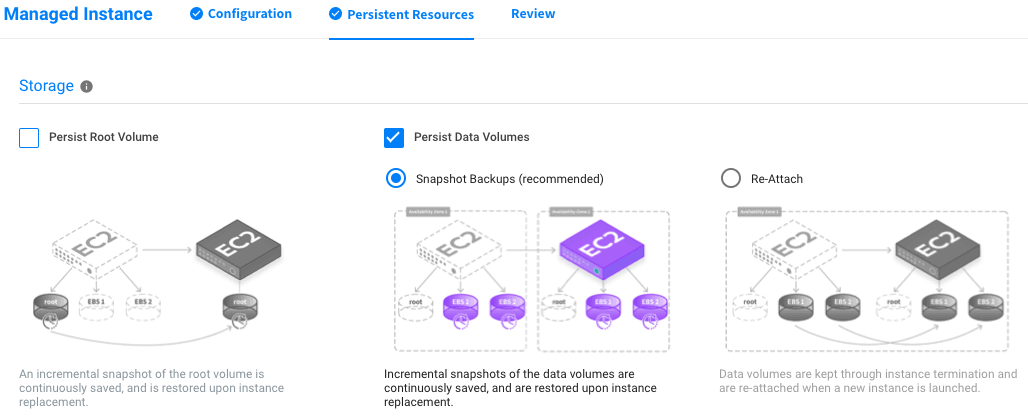 Managed Instance
Configuration
Persistent Resources
Review
Storage
Persist Root Volume
Persist Data Volumes
Snapshot Backups (recommended)
Re-Attach
EC2
EC2
root
EBS 1
EBS 2
root
Availability Zone 1
Availability Zone 2
EC2
EC2
root
EBS 1
EBS 2
root
EBS 1
EBS 2
EC2
EC2
root
EBS 1
EBS 2
root
EBS 1
EBS 2
An incremental snapshot of the root volume is
continuously saved, and is restored upon instance
replacement.
Incremental snapshots of the data volumes are
continuously saved, and are restored upon instance
replacement.
Data volumes are kept through instance termination and
are re-attached when a new instance is launched.